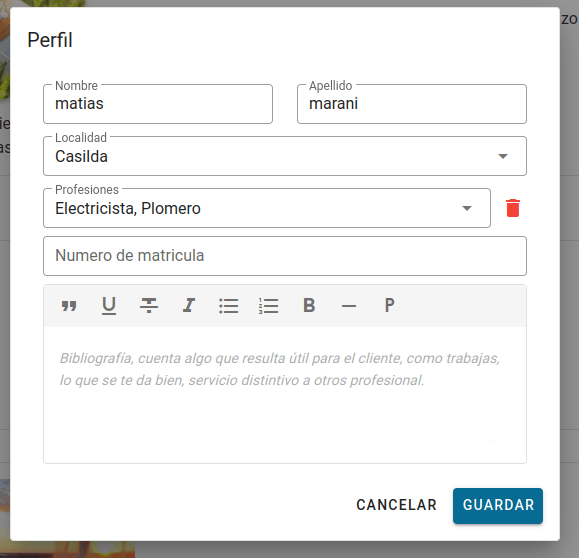 zo
Perfil
Nombre
matias
Apellido
marani
Localidad
Casilda
Profesiones
Electricista, Plomero
Numero de matricula
U S I B — P
Bibliografía, cuenta algo que resulta útil para el cliente, como trabajas,
lo que se te da bien, servicio distintivo a otros profesional.
CANCELAR
GUARDAR